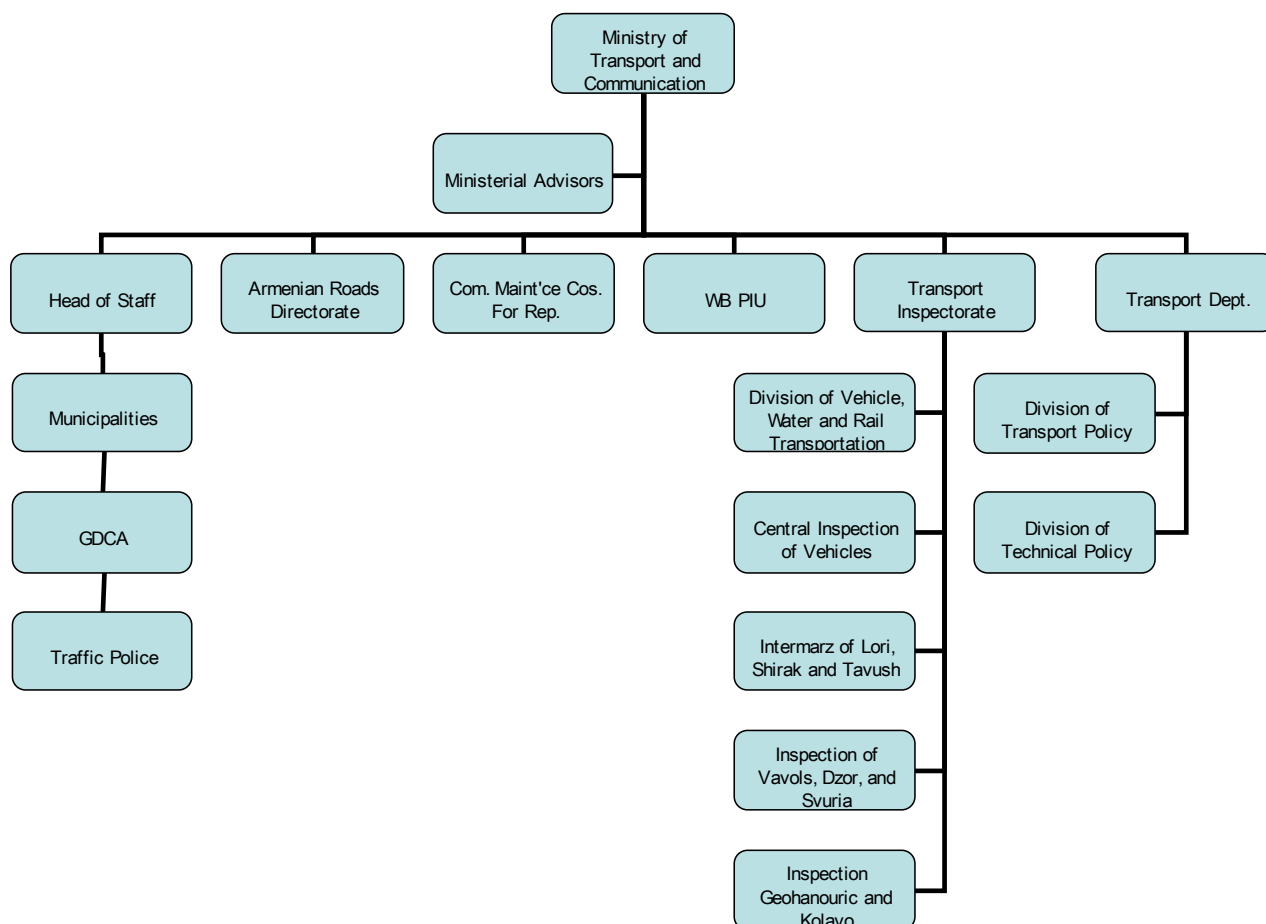 Ministry of
Transport and
Communication
Ministerial Advisors
Head of Staff
Armenian Roads
Directorate
Com. Maint'ce Cos.
For Rep.
WB PIU
Transport
Inspectorate
Transport Dept.
Municipalities
Division of Vehicle,
Water and Rail
Transportation
Division of
Transport Policy
GDCA
Central Inspection
of Vehicles
Division of
Technical Policy
Traffic Police
Intermarz of Lori,
Shirak and Tavush
Inspection of
Vavols, Dzor, and
Svuria
Inspection
Geohanouric and
Kolavo